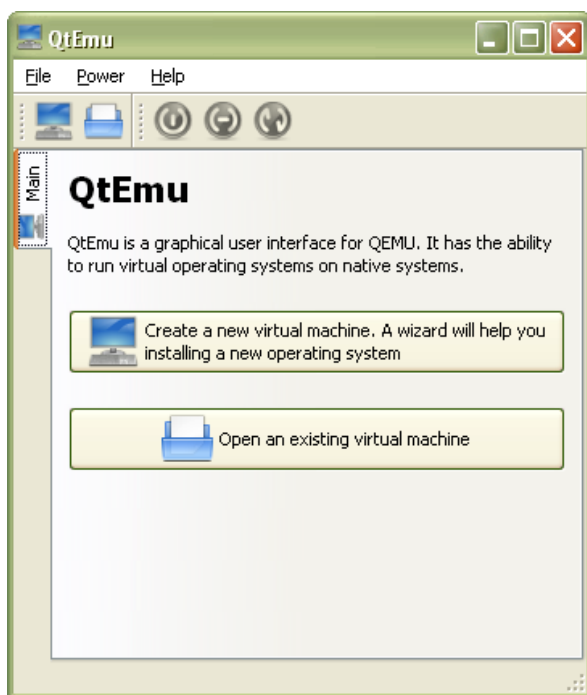 QtEmu
File Power Help
Main
QtEmu
QtEmu is a graphical user interface for QEMU. It has the ability
to run virtual operating systems on native systems.
Create a new virtual machine. A wizard will help you
installing a new operating system
Open an existing virtual machine